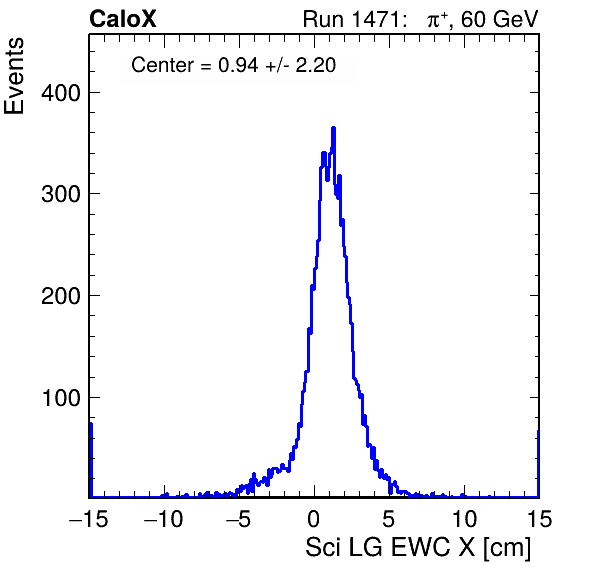 CaloX Run 1471: π⁺, 60 GeV
Events
Center = 0.94 +/- 2.20
400
300
200
100
−15 −10 −5 0 5 10 15
Sci LG EWC X [cm]